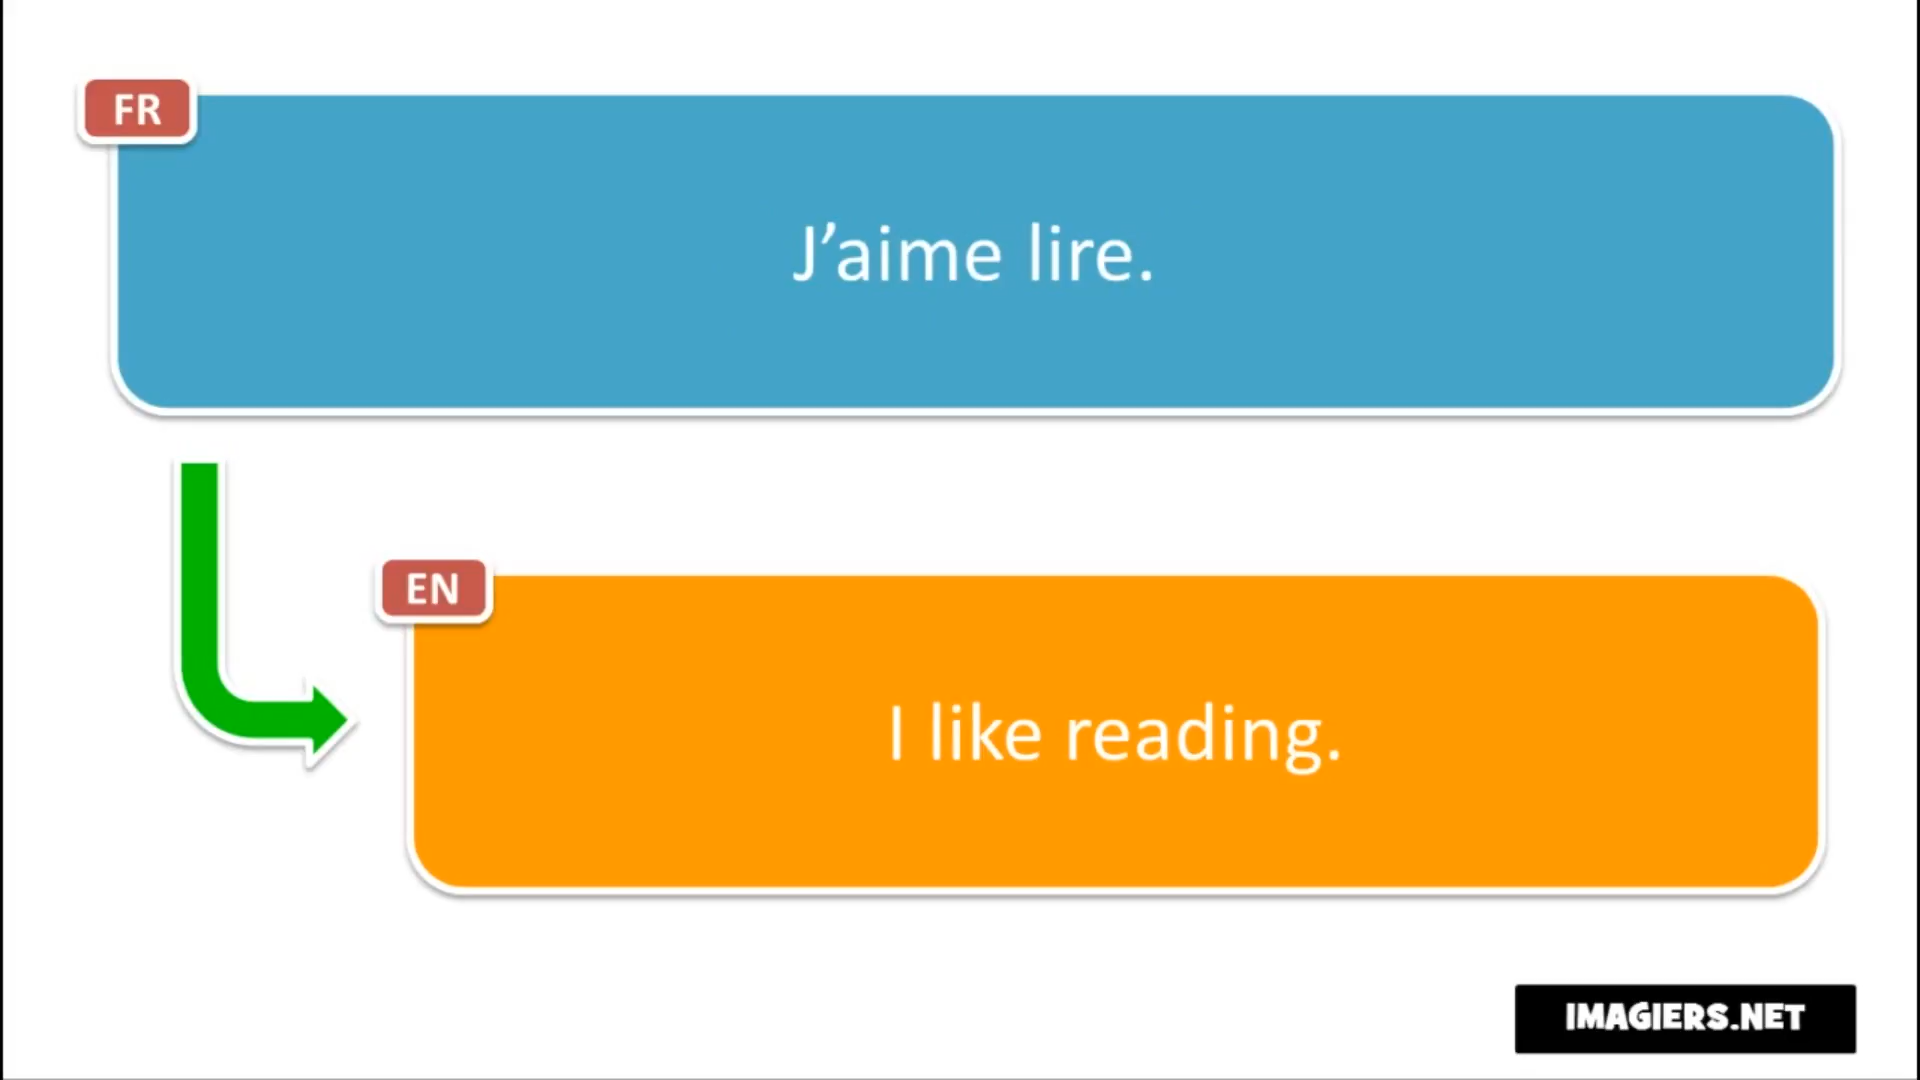 FR
J’aime lire.
EN
I like reading.
IMAGIERS.NET